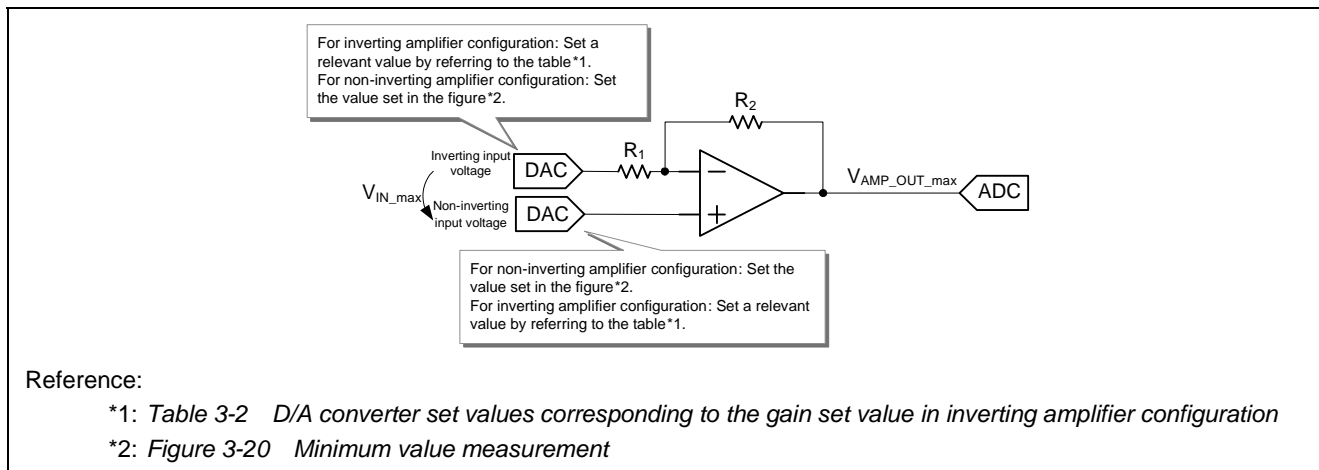 For inverting amplifier configuration: Set a
relevant value by referring to the table*1.
For non-inverting amplifier configuration: Set
the value set in the figure*2.
R2
R1
Inverting input
voltage
DAC
VIN_max
Non-inverting
input voltage
DAC
VAMP_OUT_max
ADC
For non-inverting amplifier configuration: Set the
value set in the figure*2.
For inverting amplifier configuration: Set a relevant
value by referring to the table*1.
Reference:
*1: Table 3-2 D/A converter set values corresponding to the gain set value in inverting amplifier configuration
*2: Figure 3-20 Minimum value measurement